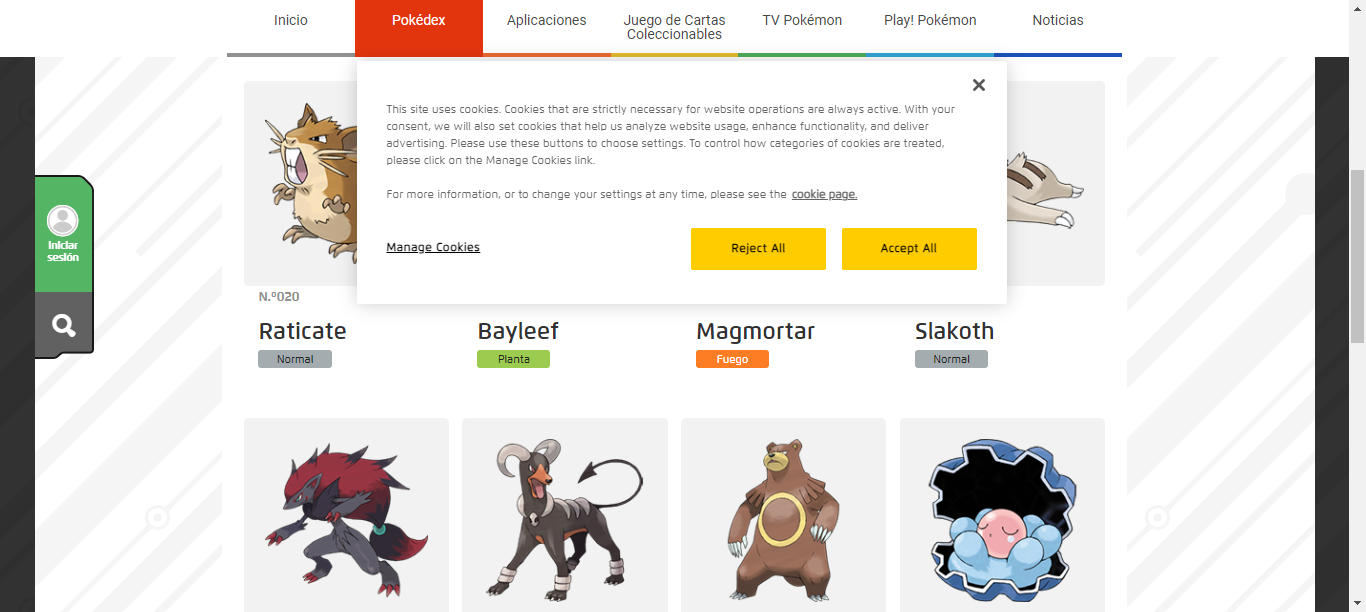 Inicio
Pokédex
Aplicaciones
Juego de Cartas
Coleccionables
TV Pokémon
Play! Pokémon
Noticias
This site uses cookies. Cookies that are strictly necessary for website operations are always active. With your
consent, we will also set cookies that help us analyze website usage, enhance functionality, and deliver
advertising. Please use these buttons to choose settings. To control how categories of cookies are treated,
please click on the Manage Cookies link.
For more information, or to change your settings at any time, please see the cookie page.
Manage Cookies
Reject All
Accept All
Iniciar
sesión
N.º020
Raticate
Bayleef
Magmortar
Slakoth
Normal
Planta
Fuego
Normal